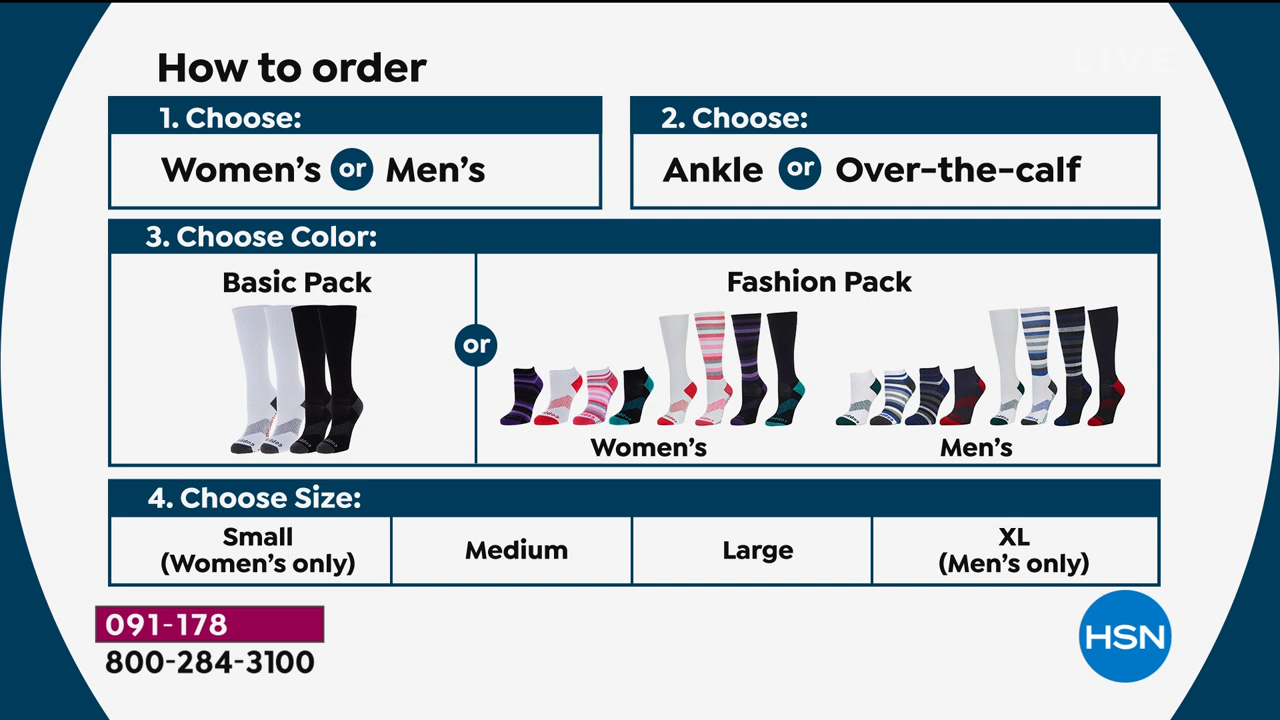 LIVE
How to order
1. Choose:
Women's or Men's
2. Choose:
Ankle or Over-the-calf
3. Choose Color:
Basic Pack
or
Fashion Pack
Women's
Men's
4. Choose Size:
Small
(Women's only)
Medium
Large
XL
(Men's only)
091-178
800-284-3100
HSN